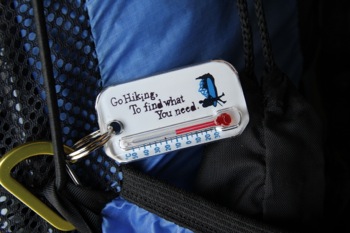 Go Hiking,
To find what
You need.